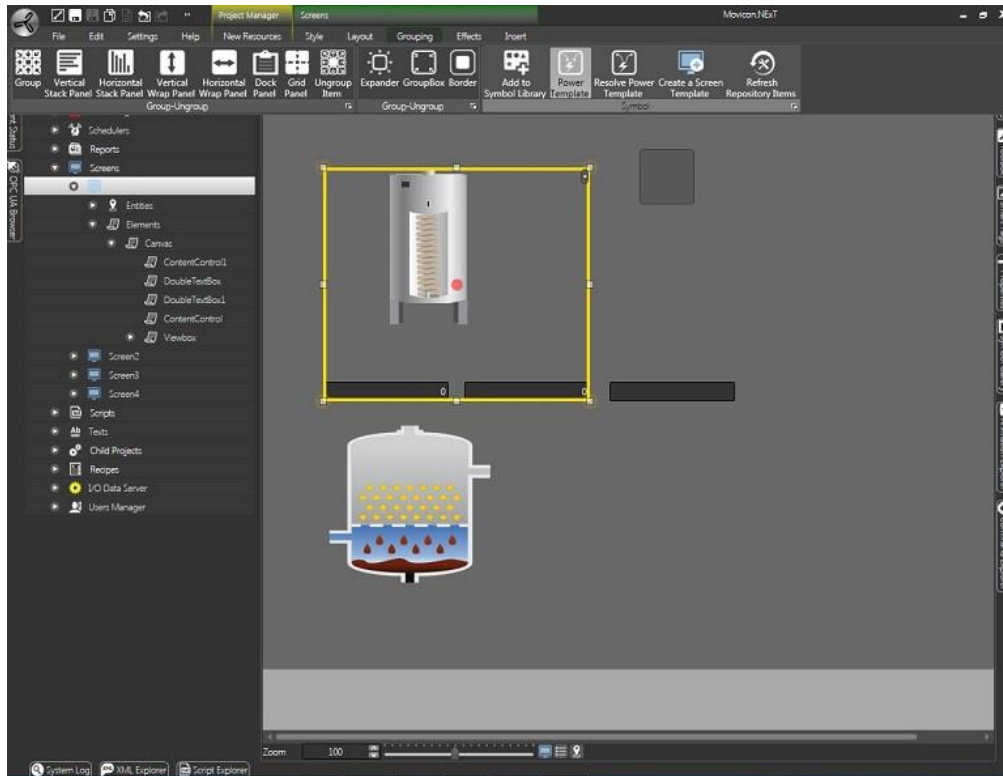 Project Manager Screens Movicon.NExT
File Edit Settings Help New Resources Style Layout Grouping Effects Insert
Group Vertical Horizontal Vertical Horizontal Dock Grid Ungroup Expander GroupBox Border Add to Power Resolve Power Create a Screen Refresh
Stack Panel Stack Panel Wrap Panel Wrap Panel Panel Panel Item Symbol Library Template Template Template Repository Items
Group-Ungroup Group-Ungroup Symbol
Schedulers
Reports
Screens
Entities
Elements
Canvas
ContentControl1
DoubleTextBox
DoubleTextBox1
ContentControl
Viewbox
Screen2
Screen3
Screen4
Scripts
Ab Texts
Child Projects
Recipes
I/O Data Server
Users Manager
OPC UA Browser
0 0
Zoom 100
System Log XML Explorer Script Explorer